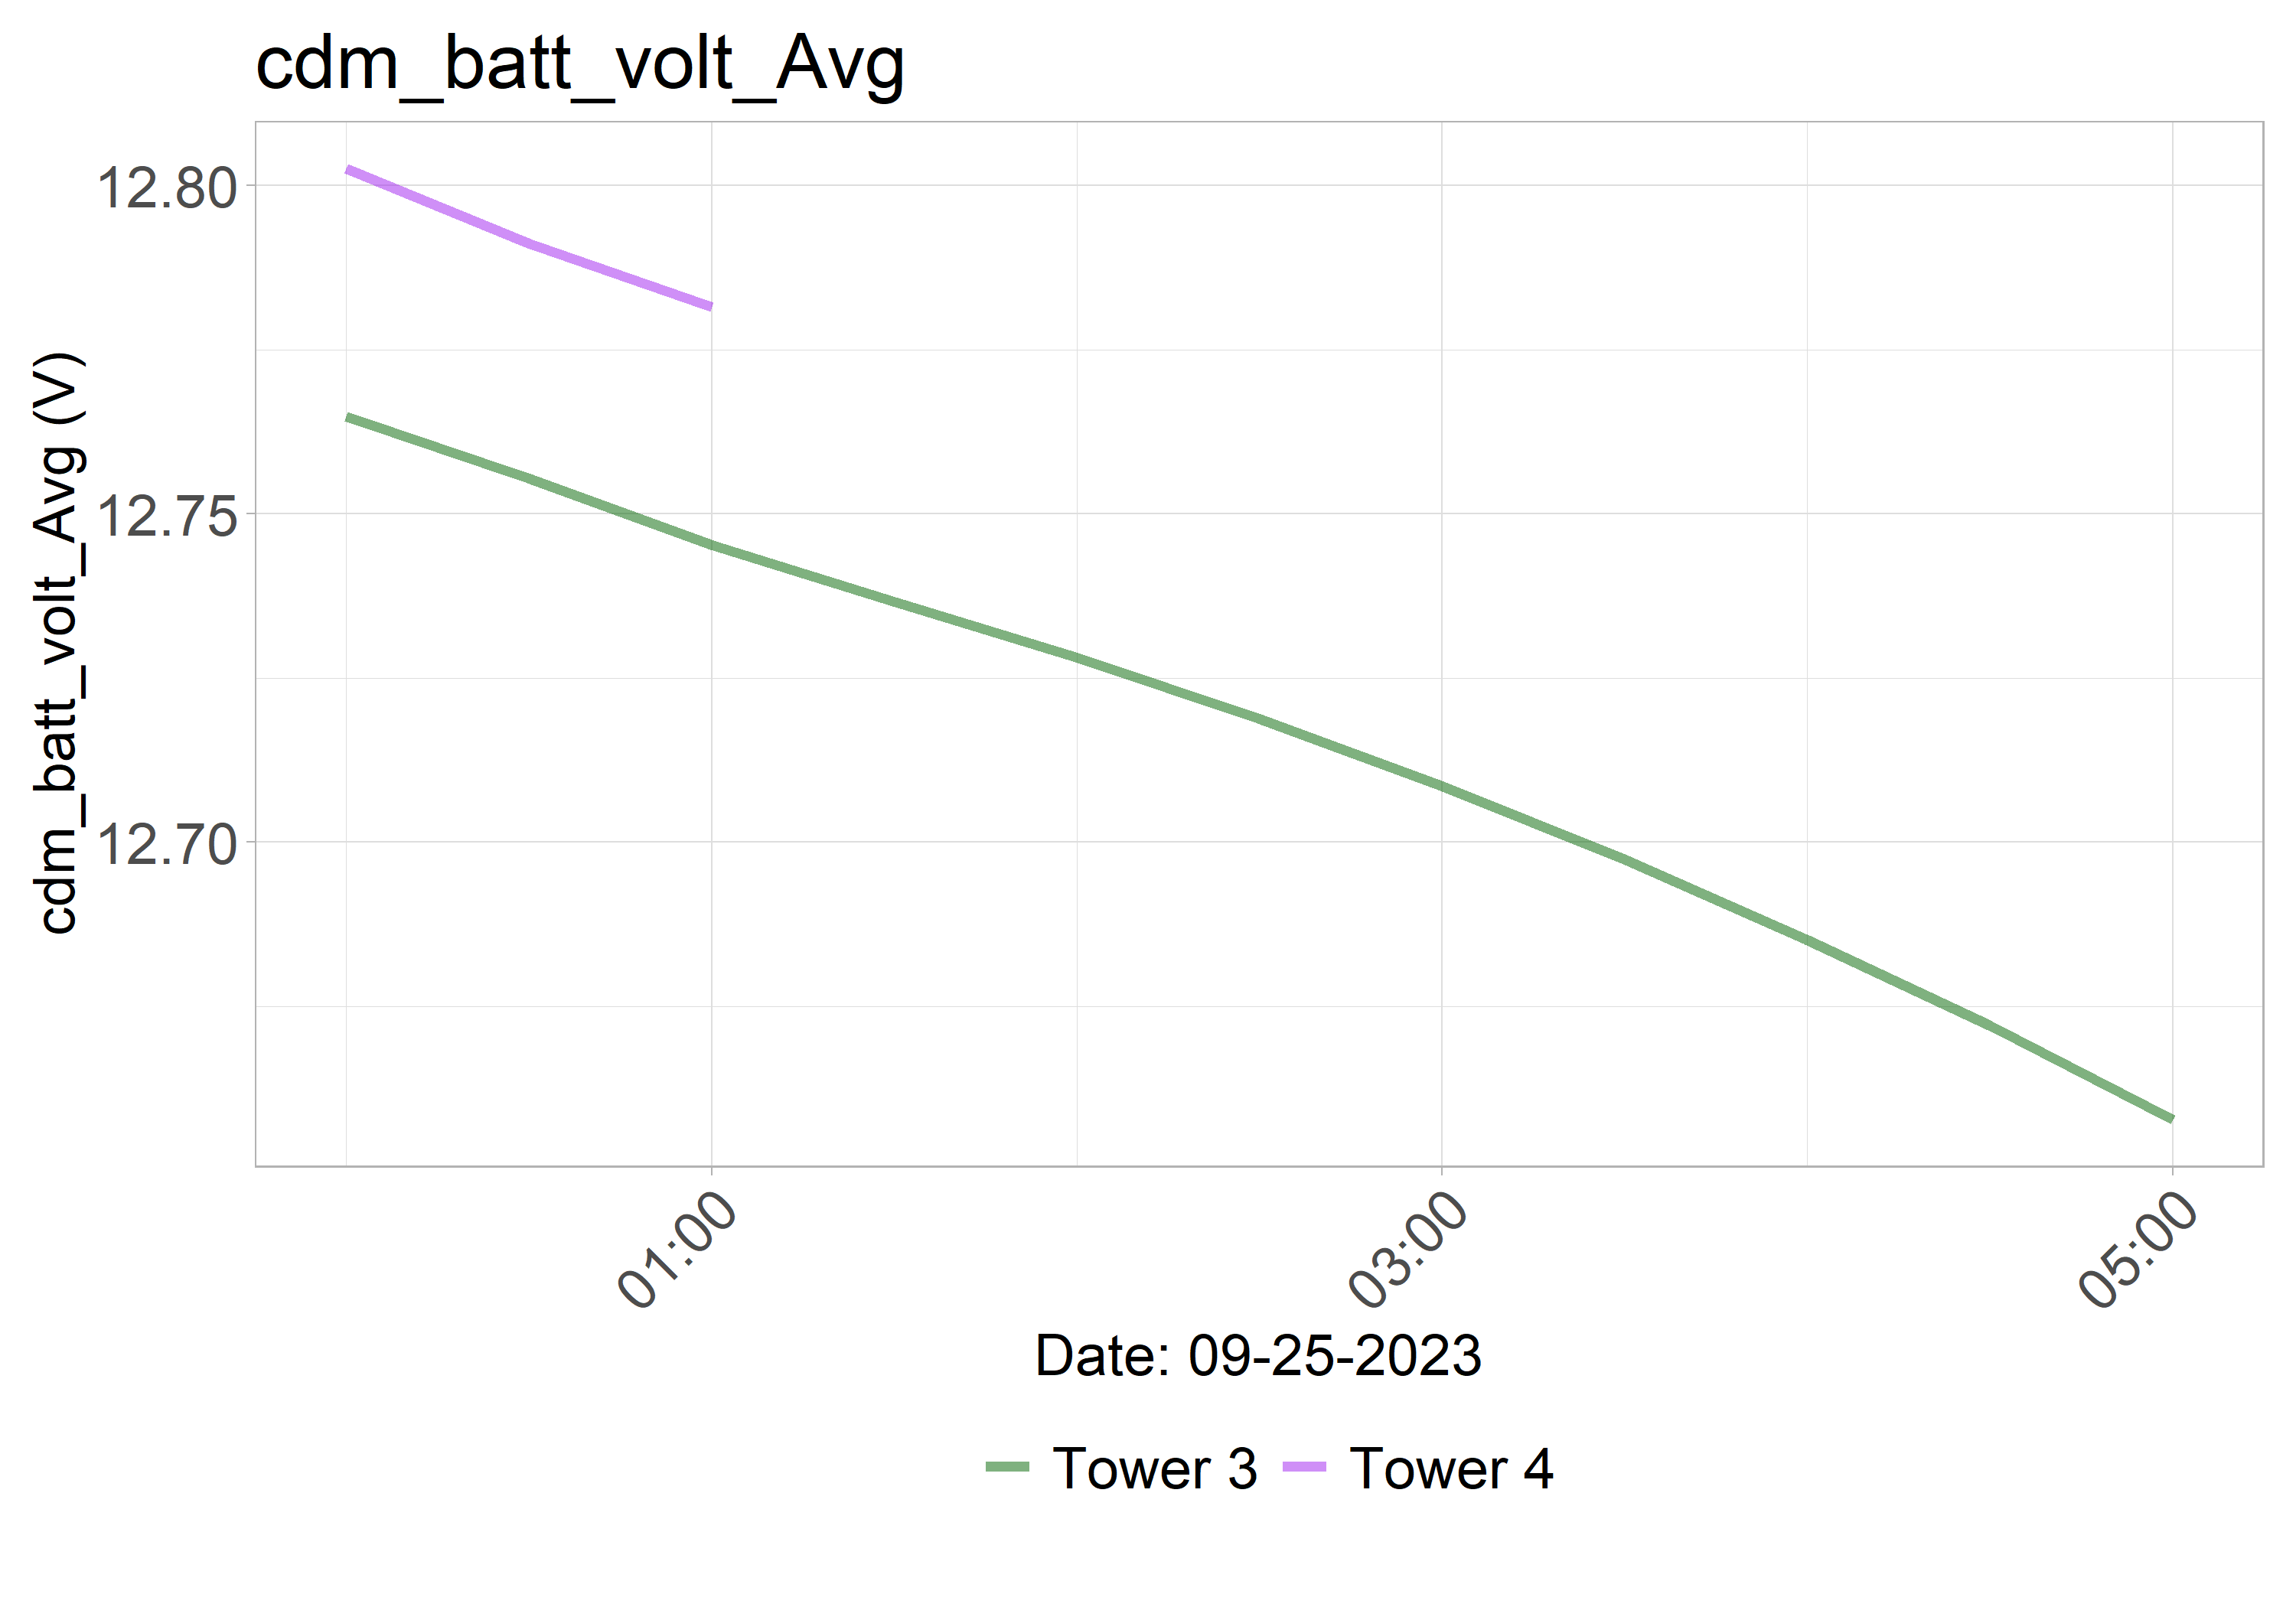 cdm_batt_volt_Avg
cdm_batt_volt_Avg (V)
12.80
12.75
12.70
01:00
03:00
05:00
Date: 09-25-2023
Tower 3
Tower 4